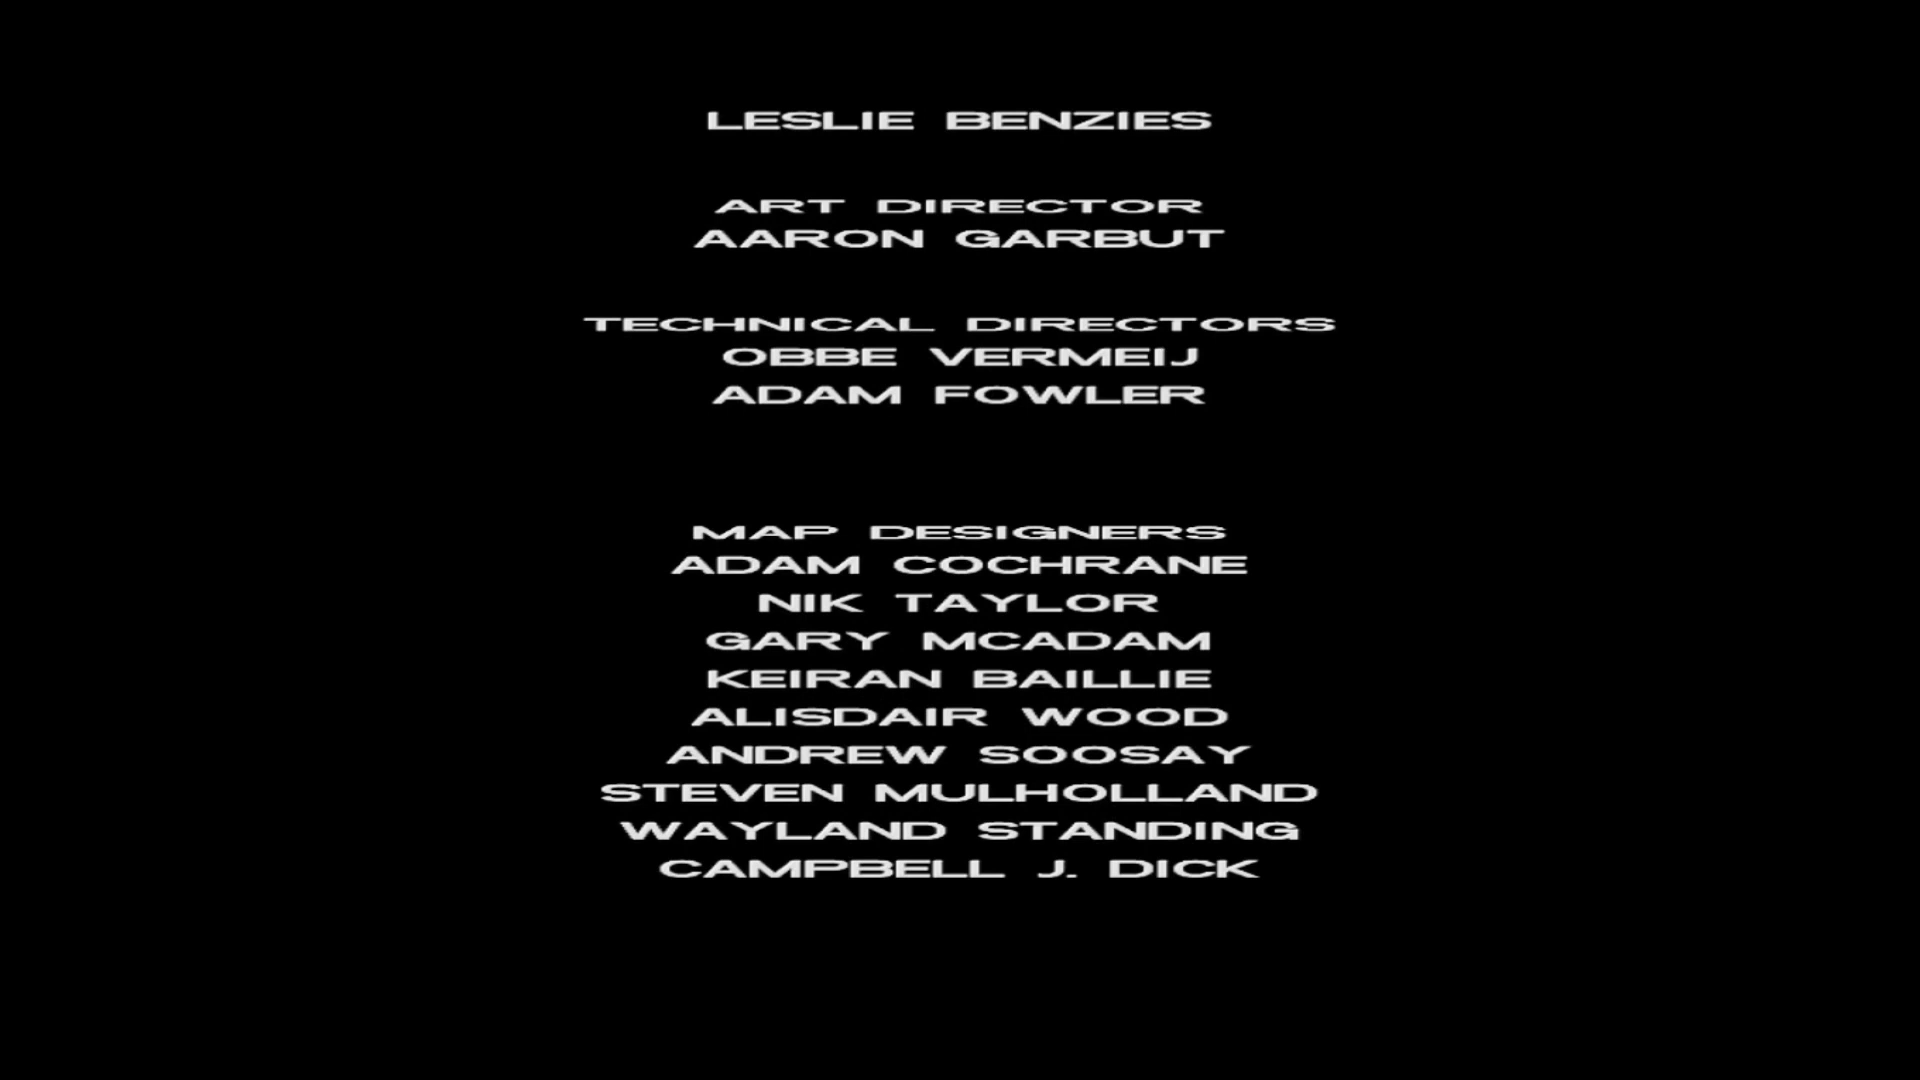 LESLIE BENZIES
ART DIRECTOR
AARON GARBUT
TECHNICAL DIRECTORS
OBBE VERMEIJ
ADAM FOWLER
MAP DESIGNERS
ADAM COCHRANE
NIK TAYLOR
GARY MCADAM
KEIRAN BAILLIE
ALISDAIR WOOD
ANDREW SOOSAY
STEVEN MULHOLLAND
WAYLAND STANDING
CAMPBELL J. DICK